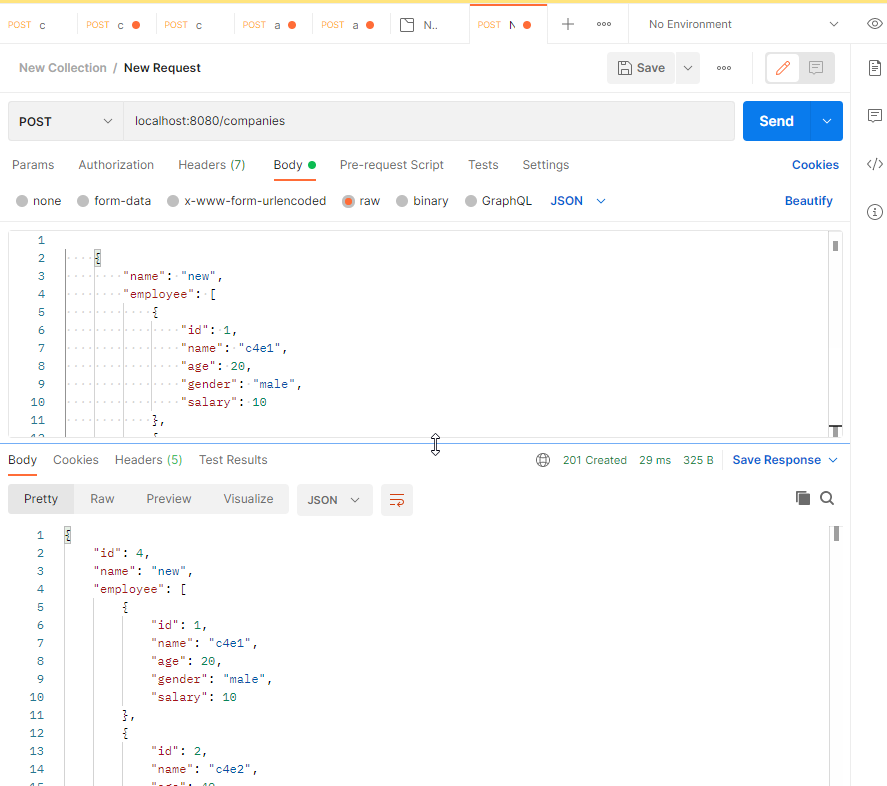 POST c POST c POST c POST a POST a N.. POST N No Environment
New Collection / New Request Save
POST localhost:8080/companies Send
Params Authorization Headers (7) Body Pre-request Script Tests Settings Cookies
none form-data x-www-form-urlencoded raw binary GraphQL JSON Beautify
1
2 {
3 "name": "new",
4 "employee": [
5 {
6 "id": 1,
7 "name": "c4e1",
8 "age": 20,
9 "gender": "male",
10 "salary": 10
11 },
12 {
Body Cookies Headers (5) Test Results 201 Created 29 ms 325 B Save Response
Pretty Raw Preview Visualize JSON
1 {
2 "id": 4,
3 "name": "new",
4 "employee": [
5 {
6 "id": 1,
7 "name": "c4e1",
8 "age": 20,
9 "gender": "male",
10 "salary": 10
11 },
12 {
13 "id": 2,
14 "name": "c4e2",